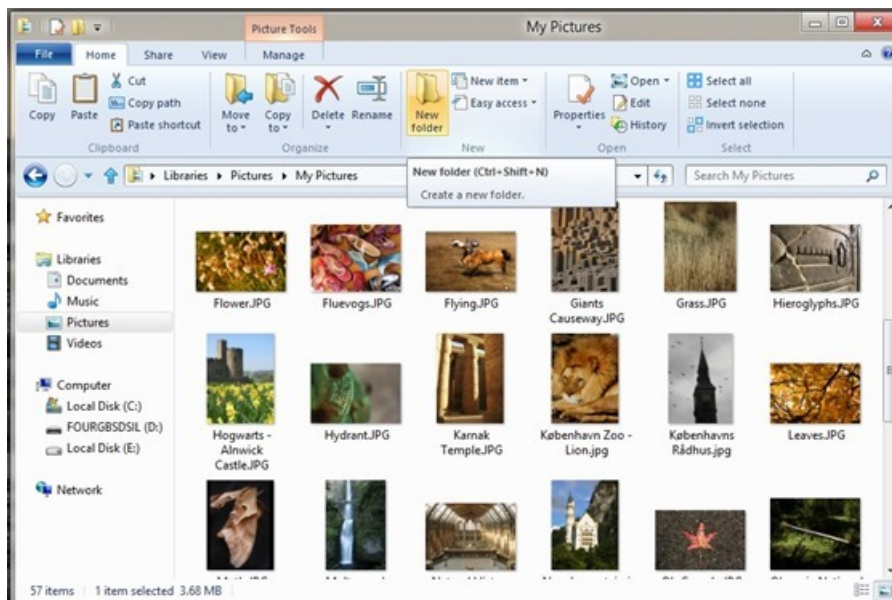 Picture Tools
My Pictures
File Home Share View Manage
Copy
Paste
Cut
Copy path
Paste shortcut
Clipboard
Move to
Copy to
Delete
Rename
Organize
New folder
New item
Easy access
New
Properties
Open
Edit
History
Open
Select all
Select none
Invert selection
Select
Libraries Pictures My Pictures
Search My Pictures
New folder (Ctrl+Shift+N)
Create a new folder.
Favorites
Libraries
Documents
Music
Pictures
Videos
Computer
Local Disk (C:)
FOURGBSDSIL (D:)
Local Disk (E:)
Network
Flower.JPG
Fluevogs.JPG
Flying.JPG
Giants
Causeway.JPG
Grass.JPG
Hieroglyphs.JPG
Hogwarts -
Alnwick
Castle.JPG
Hydrant.JPG
Karnak
Temple.JPG
København Zoo -
Lion.jpg
Københavns
Rådhus.jpg
Leaves.JPG
57 items 1 item selected 3.68 MB